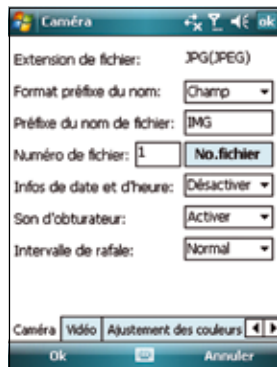 Caméra ok
Extension de fichier: JPG(JPEG)
Format préfixe du nom: Champ
Préfixe du nom de fichier: IMG
Numéro de fichier: 1 No.fichier
Infos de date et d'heure: Désactiver
Son d'obturateur: Activer
Intervalle de rafale: Normal
Caméra Vidéo Ajustement des couleurs
Ok Annuler